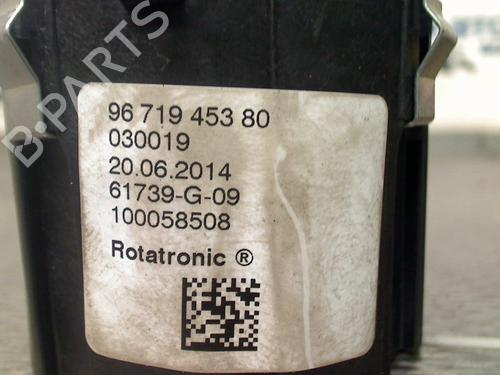 B-PARTS
96 719 453 80
030019
20.06.2014
61739-G-09
100058508
Rotatronic ®